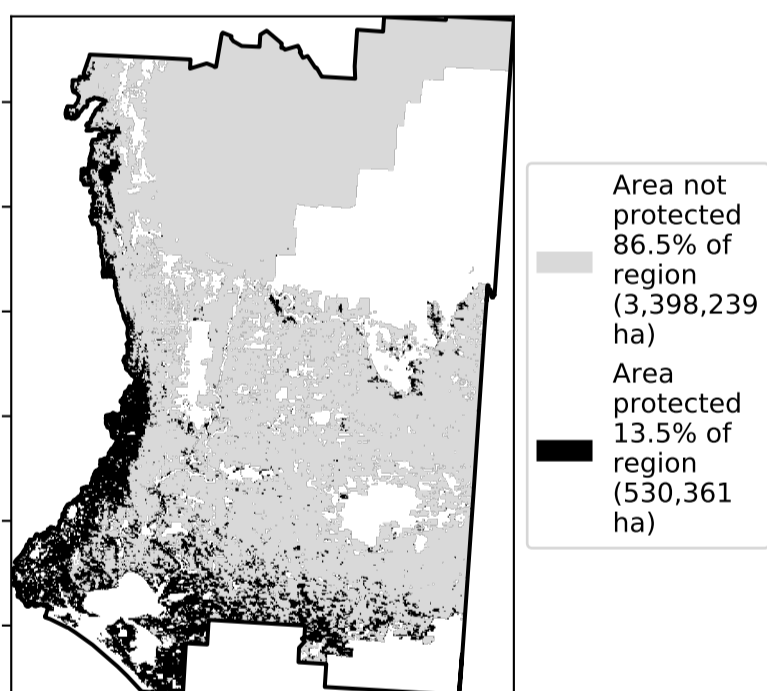 Area not
protected
86.5% of
region
(3,398,239
ha)
Area
protected
13.5% of
region
(530,361
ha)